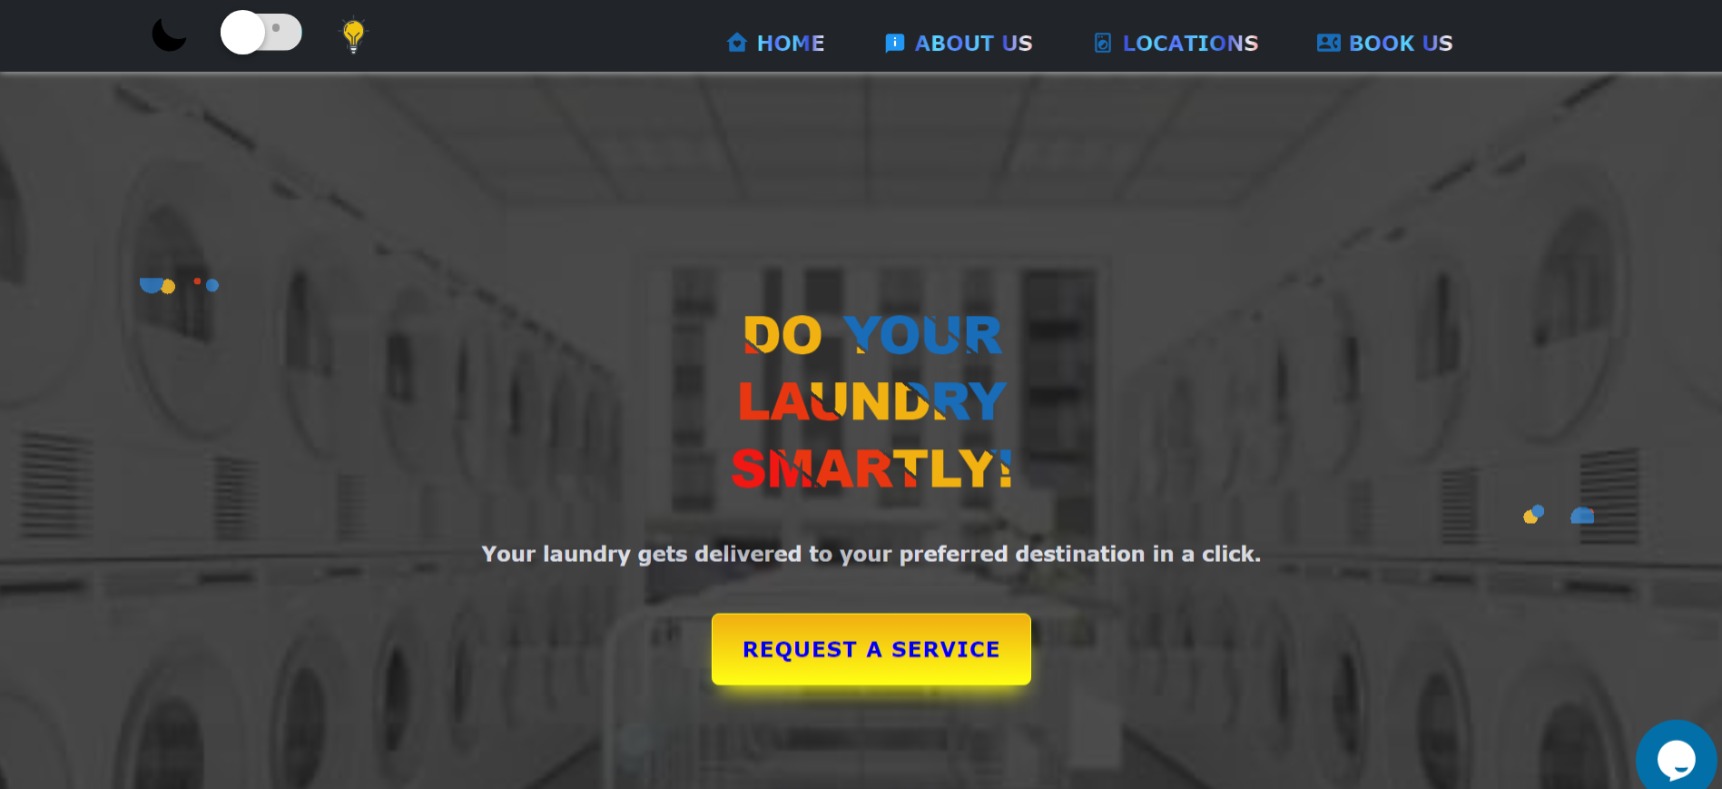 HOME ABOUT US LOCATIONS BOOK US
DO YOUR
LAUNDRY
SMARTLY!
Your laundry gets delivered to your preferred destination in a click.
REQUEST A SERVICE